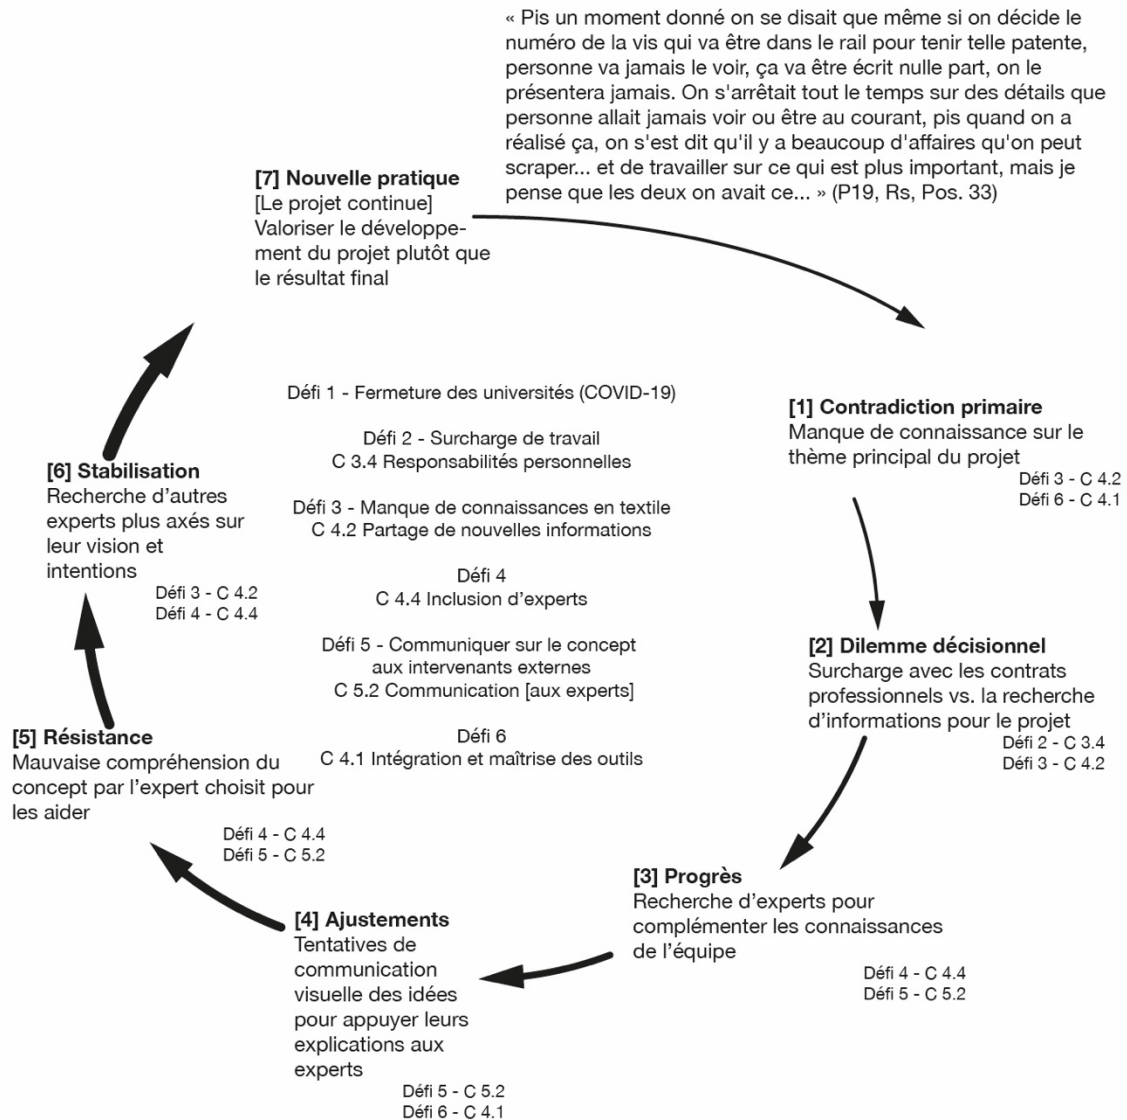 « Pis un moment donné on se disait que même si on décide le
numéro de la vis qui va être dans le rail pour tenir telle patente,
personne va jamais le voir, ça va être écrit nulle part, on le
présentera jamais. On s'arrêtait tout le temps sur des détails que
personne allait jamais voir ou être au courant, pis quand on a
réalisé ça, on s'est dit qu'il y a beaucoup d'affaires qu'on peut
scraper... et de travailler sur ce qui est plus important, mais je
pense que les deux on avait ce... » (P19, Rs, Pos. 33)
[7] Nouvelle pratique
[Le projet continue]
Valoriser le développe-
ment du projet plutôt que
le résultat final
[1] Contradiction primaire
Manque de connaissance sur le
thème principal du projet
Défi 3 - C 4.2
Défi 6 - C 4.1
[2] Dilemme décisionnel
Surcharge avec les contrats
professionnels vs. la recherche
d'informations pour le projet
Défi 2 - C 3.4
Défi 3 - C 4.2
[3] Progrès
Recherche d'experts pour
complémenter les connaissances
de l'équipe
Défi 4 - C 4.4
Défi 5 - C 5.2
[4] Ajustements
Tentatives de
communication
visuelle des idées
pour appuyer leurs
explications aux
experts
Défi 5 - C 5.2
Défi 6 - C 4.1
[5] Résistance
Mauvaise compréhension du
concept par l'expert choisit pour
les aider
Défi 4 - C 4.4
Défi 5 - C 5.2
[6] Stabilisation
Recherche d'autres
experts plus axés sur
leur vision et
intentions
Défi 3 - C 4.2
Défi 4 - C 4.4
Défi 1 - Fermeture des universités (COVID-19)
Défi 2 - Surcharge de travail
C 3.4 Responsabilités personnelles
Défi 3 - Manque de connaissances en textile
C 4.2 Partage de nouvelles informations
Défi 4
C 4.4 Inclusion d'experts
Défi 5 - Communiquer sur le concept
aux intervenants externes
C 5.2 Communication [aux experts]
Défi 6
C 4.1 Intégration et maîtrise des outils